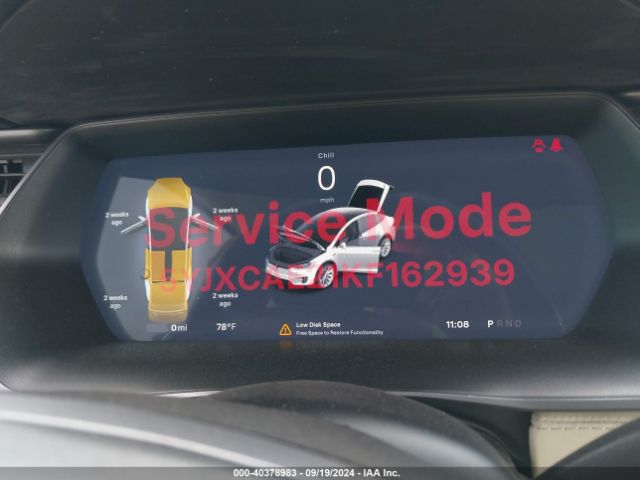 Chill
0
mph
2 weeks
ago
2 weeks
ago
Service Mode
2 weeks
ago
2 weeks
ago
0 mi
78°F
Low Disk Space
Free Space to Restore Functionality
11:08
P R N D
000-40378983 - 09/19/2024 - IAA Inc.